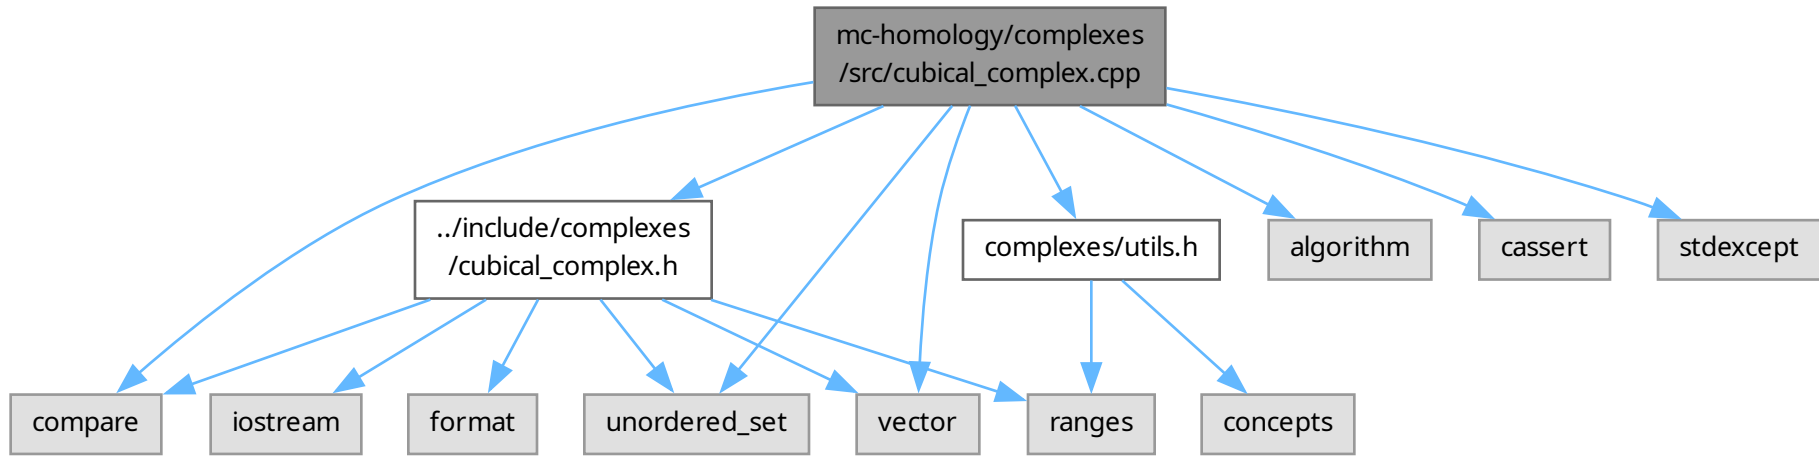 mc-homology/complexes
/src/cubical_complex.cpp
../include/complexes
/cubical_complex.h
complexes/utils.h
algorithm
cassert
stdexcept
compare
iostream
format
unordered_set
vector
ranges
concepts